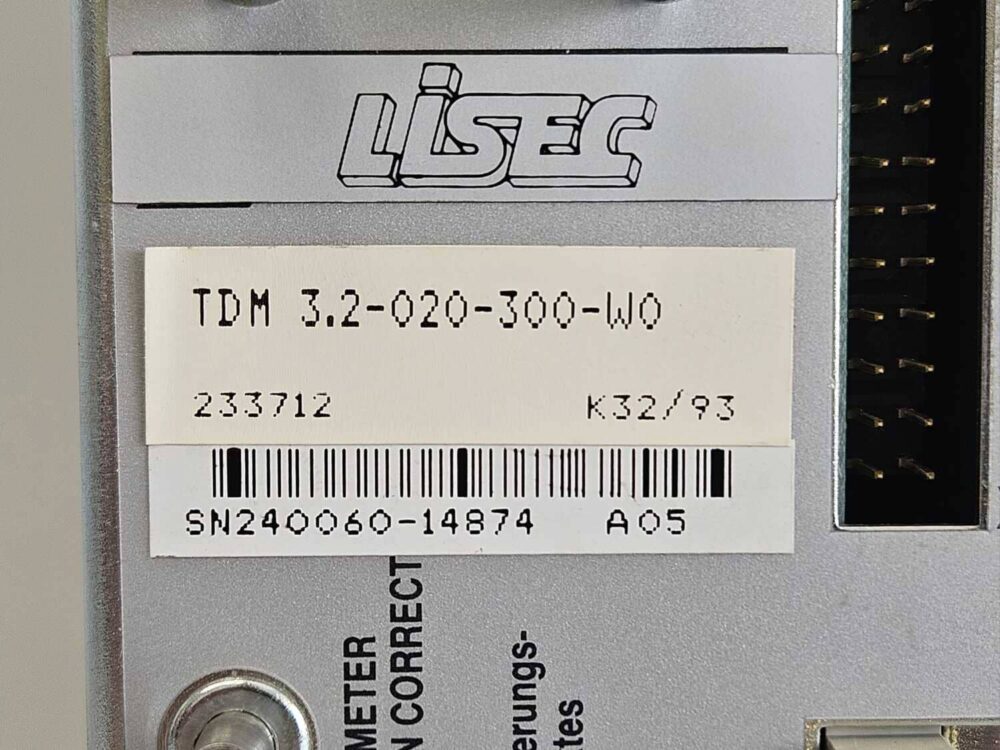 LiSEC
TDM 3.2-020-300-W0
233712
K32/93
SN240060-14874 A05
METER
N CORRECT
erungs-
tes